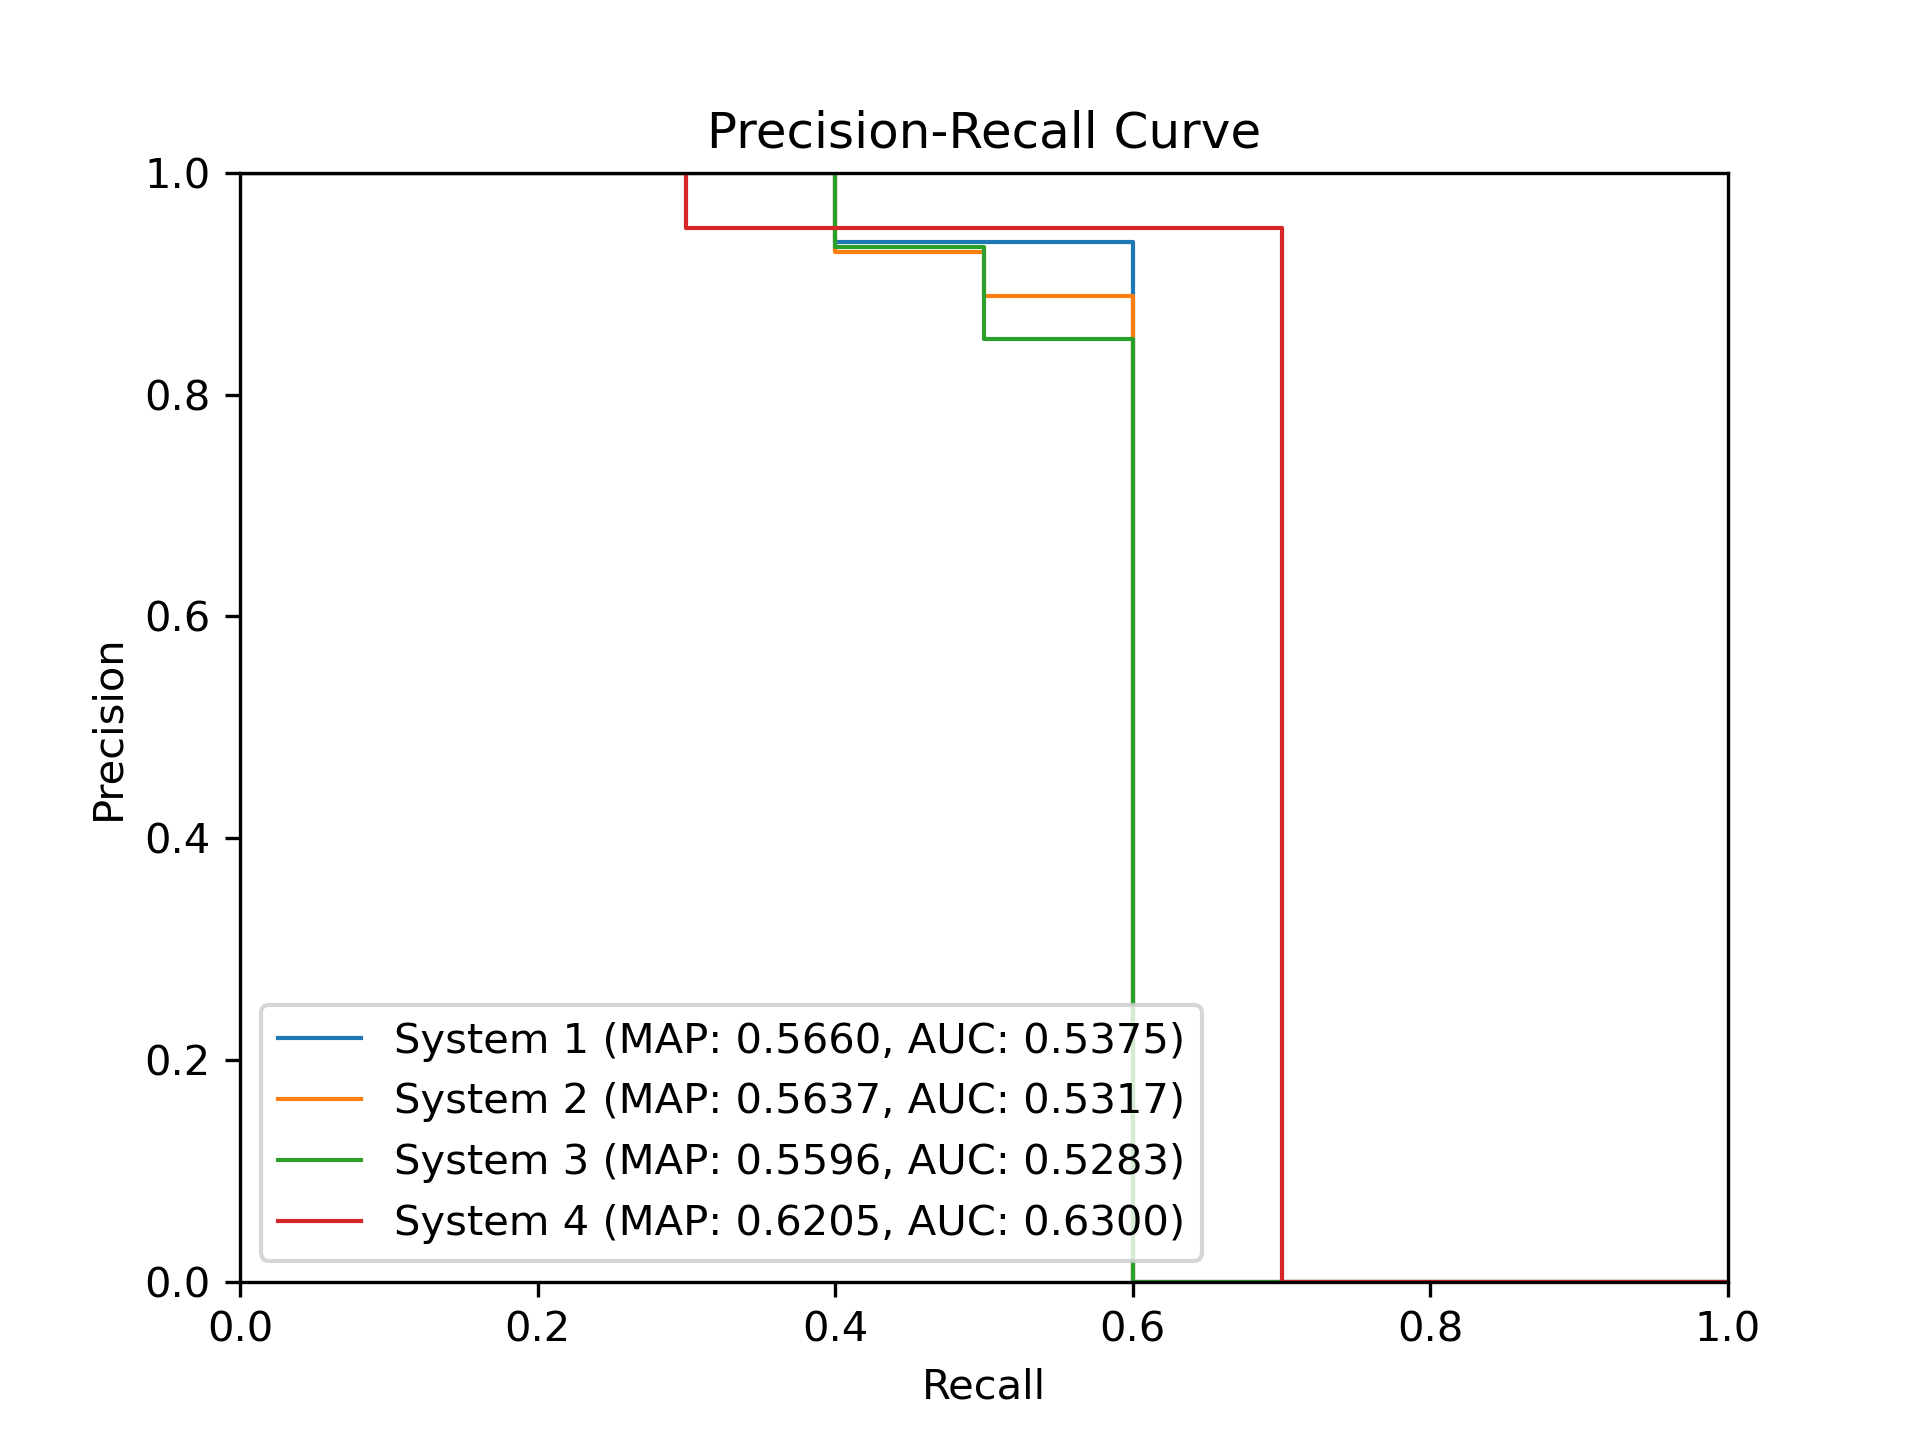 Precision-Recall Curve
1.0
0.8
0.6
0.4
0.2
0.0
Precision
System 1 (MAP: 0.5660, AUC: 0.5375)
System 2 (MAP: 0.5637, AUC: 0.5317)
System 3 (MAP: 0.5596, AUC: 0.5283)
System 4 (MAP: 0.6205, AUC: 0.6300)
0.0 0.2 0.4 0.6 0.8 1.0
Recall